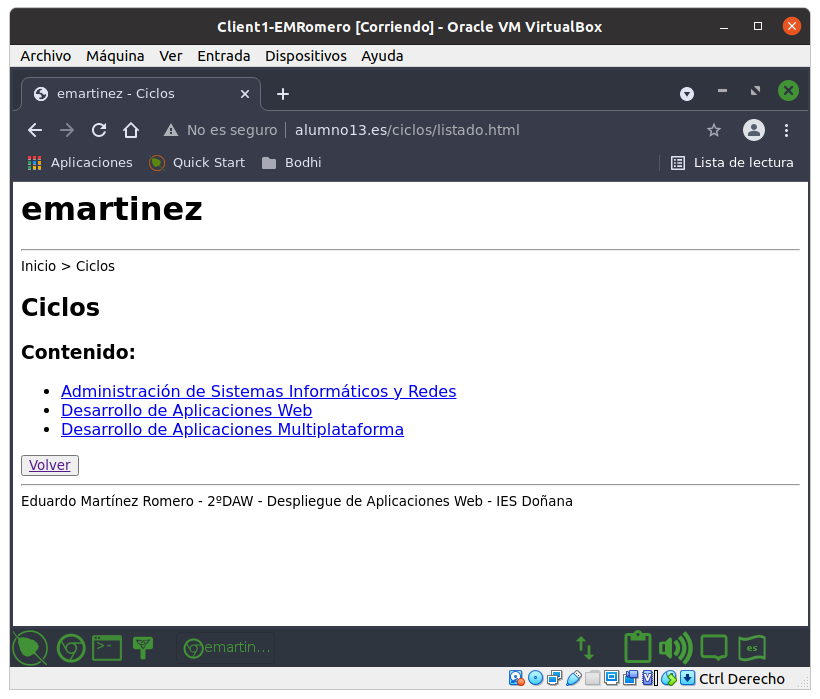 Client1-EMRomero [Corriendo] - Oracle VM VirtualBox
Archivo Máquina Ver Entrada Dispositivos Ayuda
emartinez - Ciclos
No es seguro alumno13.es/ciclos/listado.html
Aplicaciones Quick Start Bodhi Lista de lectura
emartinez
Inicio > Ciclos
Ciclos
Contenido:
Administración de Sistemas Informáticos y Redes
Desarrollo de Aplicaciones Web
Desarrollo de Aplicaciones Multiplataforma
Volver
Eduardo Martínez Romero - 2ºDAW - Despliegue de Aplicaciones Web - IES Doñana
emartin... es
Ctrl Derecho